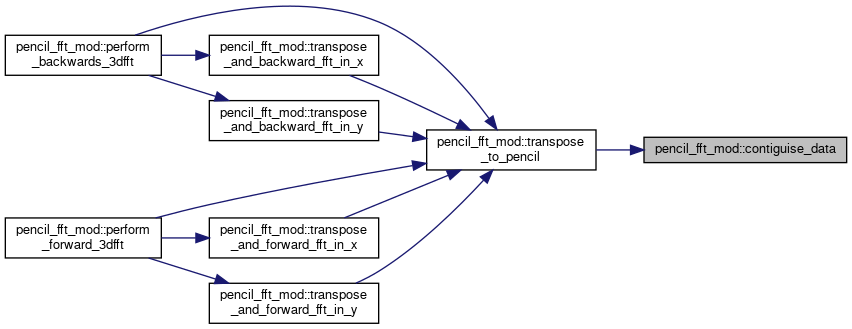 pencil_fft_mod::perform
_backwards_3dfft
pencil_fft_mod::transpose
_and_backward_fft_in_x
pencil_fft_mod::transpose
_and_backward_fft_in_y
pencil_fft_mod::transpose
_to_pencil
pencil_fft_mod::contiguise_data
pencil_fft_mod::perform
_forward_3dfft
pencil_fft_mod::transpose
_and_forward_fft_in_x
pencil_fft_mod::transpose
_and_forward_fft_in_y